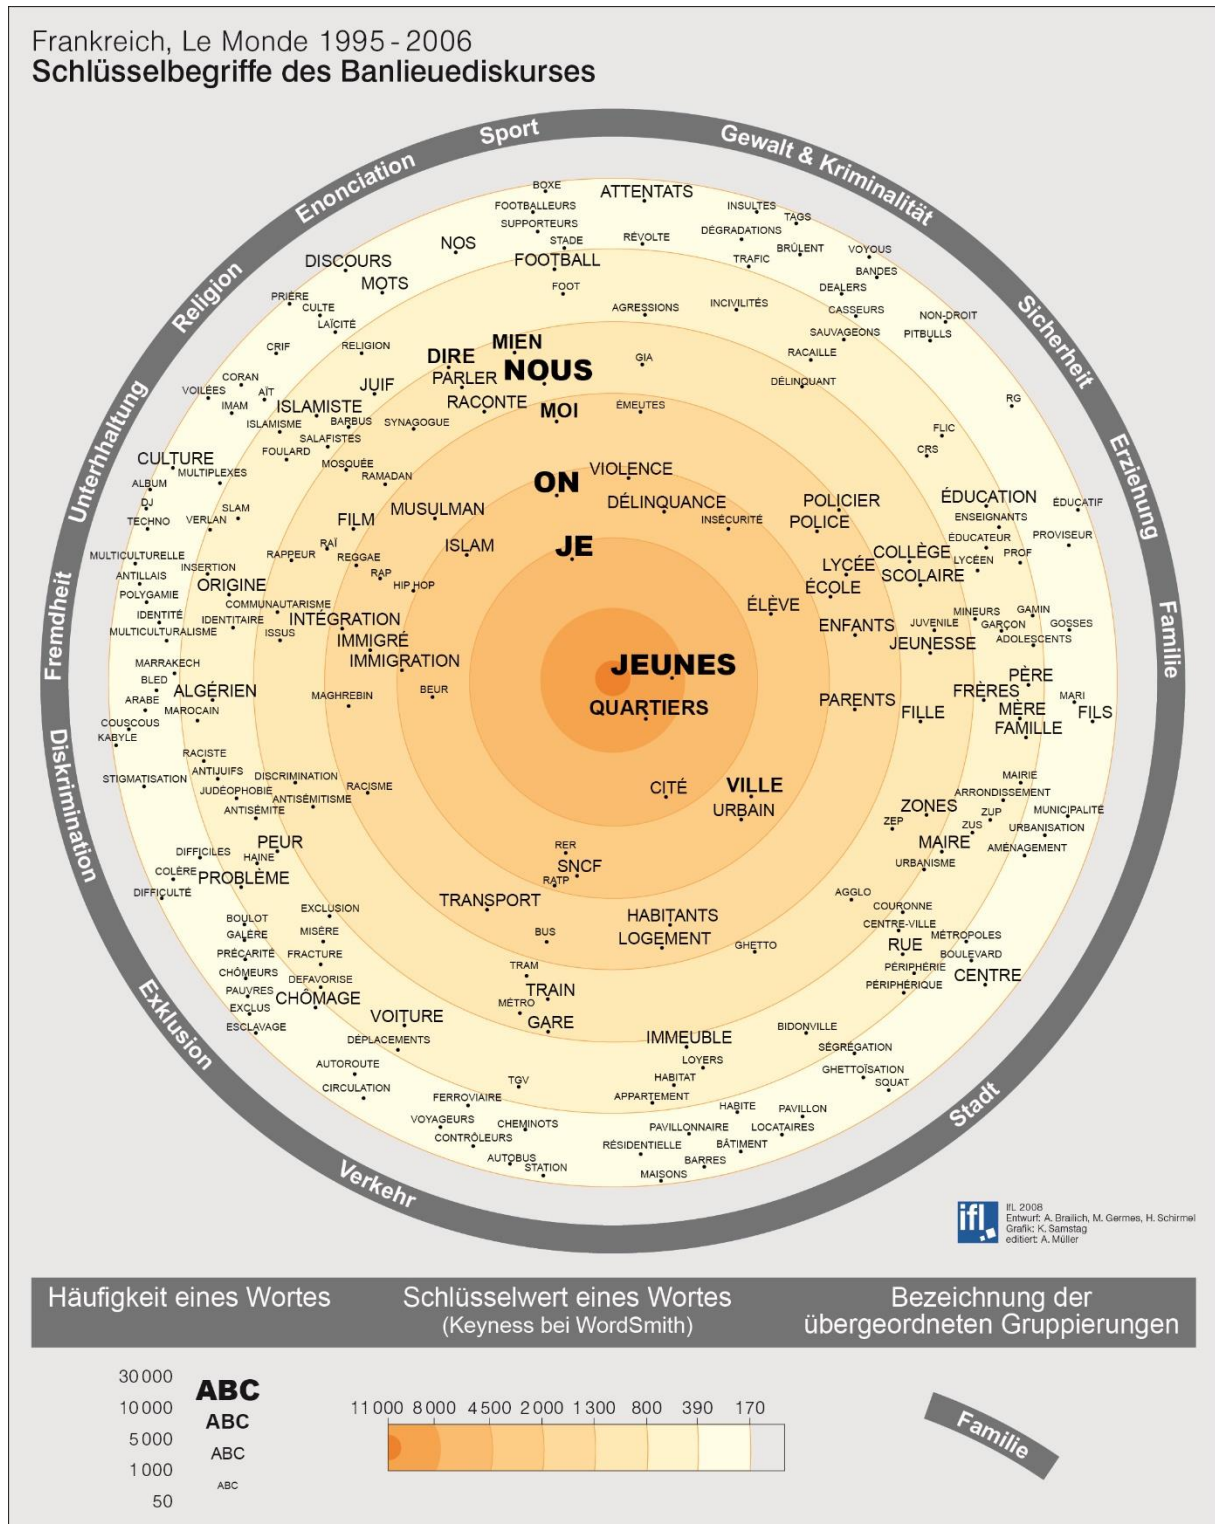 Frankreich, Le Monde 1995 - 2006
Schlüsselbegriffe des Banlieuediskurses
Sport
Gewalt & Kriminalität
Sicherheit
Erziehung
Familie
Stadt
Verkehr
Exklusion
Diskriminierung
Fremdheit
Unterhhaltung
Religion
Enonciation
BOXE
FOOTBALLEURS
SUPPORTEURS
STADE
FOOTBALL
FOOT
ATTENTATS
RÉVOLTE
INSULTES
TAGS
DÉGRADATIONS
BRÛLENT
TRAFIC
VOYOUS
BANDES
DEALERS
CASSEURS
AGRESSIONS
INCIVILITÉS
SAUVAGEONS
RACAILLE
GIA
DÉLINQUANT
ÉMEUTES
VIOLENCE
DÉLINQUANCE
INSÉCURITÉ
NON-DROIT
PITBULLS
RG
FLIC
CRS
POLICIER
POLICE
ÉDUCATION
ENSEIGNANTS
ÉDUCATIF
PROVISEUR
ÉDUCATEUR
PROF
COLLÈGE
LYCÉEN
LYCÉE
SCOLAIRE
ÉCOLE
ÉLÈVE
MINEURS
GAMIN
JUVENILE
GARÇON
GOSSES
ADOLESCENTS
ENFANTS
JEUNESSE
PÈRE
FRÈRES
MARI
MÈRE
FILS
PARENTS
FILLE
FAMILLE
NOS
DISCOURS
MOTS
MIEN
DIRE
NOUS
PARLER
RACONTE
MOI
ON
JE
JEUNES
QUARTIERS
PRIÈRE
CULTE
LAÏCITÉ
CRIF
RELIGION
CORAN
VOILÉES
AÏT
IMAM
JUIF
ISLAMISTE
ISLAMISME
BARBUS
SYNAGOGUE
SALAFISTES
FOULARD
MOSQUÉE
RAMADAN
MUSULMAN
ISLAM
CULTURE
MULTIPLEXES
ALBUM
DJ
SLAM
TECHNO
VERLAN
FILM
RAÏ
RAPPEUR
REGGAE
RAP
HIP HOP
MULTICULTURELLE
INSERTION
ANTILLAIS
ORIGINE
POLYGAMIE
COMMUNAUTARISME
IDENTITÉ
IDENTITAIRE
INTÉGRATION
MULTICULTURALISME
ISSUS
IMMIGRÉ
IMMIGRATION
MARRAKECH
BLED
ALGÉRIEN
ARABE
MAROCAIN
MAGHREBIN
BEUR
COUSCOUS
KABYLE
RACISTE
ANTIJUIFS
STIGMATISATION
DISCRIMINATION
JUDÉOPHOBIE
RACISME
ANTISÉMITISME
ANTISÉMITE
PEUR
DIFFICILES
HAINE
COLÈRE
PROBLÈME
DIFFICULTÉ
EXCLUSION
BOULOT
GALÈRE
MISÈRE
PRÉCARITÉ
FRACTURE
CHÔMEURS
DEFAVORISE
PAUVRES
CHÔMAGE
EXCLUS
ESCLAVAGE
RER
SNCF
RATP
TRANSPORT
BUS
TRAM
TRAIN
MÉTRO
GARE
VOITURE
DÉPLACEMENTS
AUTOROUTE
CIRCULATION
TGV
FERROVIAIRE
VOYAGEURS
CHEMINOTS
CONTRÔLEURS
AUTOBUS
STATION
CITÉ
VILLE
URBAIN
MAIRIE
ARRONDISSEMENT
ZONES
MUNICIPALITÉ
ZUP
ZEP
ZUS
URBANISATION
MAIRE
AMÉNAGEMENT
URBANISME
AGGLO
COURONNE
CENTRE-VILLE
MÉTROPOLES
RUE
BOULEVARD
PÉRIPHÉRIE
CENTRE
PÉRIPHÉRIQUE
HABITANTS
LOGEMENT
GHETTO
BIDONVILLE
IMMEUBLE
SÉGRÉGATION
LOYERS
GHETTOÏSATION
HABITAT
SQUAT
APPARTEMENT
HABITE
PAVILLON
PAVILLONNAIRE
LOCATAIRES
RÉSIDENTIELLE
BÂTIMENT
BARRES
MAISONS
ifl
IfL 2008
Entwurf: A. Brailich, M. Germes, H. Schirmel
Grafik: K. Samstag
editiert: A. Müller
Häufigkeit eines Wortes
Schlüsselwert eines Wortes
(Keyness bei WordSmith)
Bezeichnung der
übergeordneten Gruppierungen
30 000
10 000
5 000
1 000
50
ABC
ABC
ABC
ABC
11 000 8 000 4 500 2 000 1 300 800 390 170
Familie